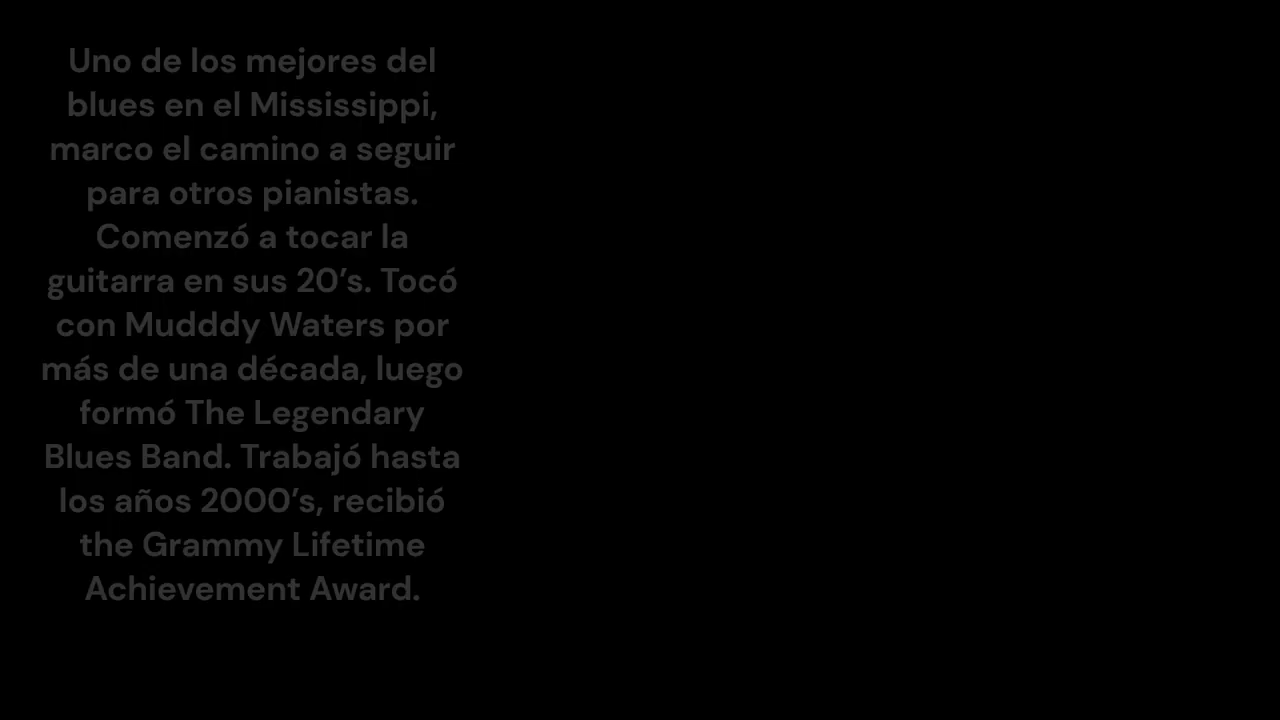 Uno de los mejores del
blues en el Mississippi,
marco el camino a seguir
para otros pianistas.
Comenzó a tocar la
guitarra en sus 20’s. Tocó
con Mudddy Waters por
más de una década, luego
formó The Legendary
Blues Band. Trabajó hasta
los años 2000’s, recibió
the Grammy Lifetime
Achievement Award.